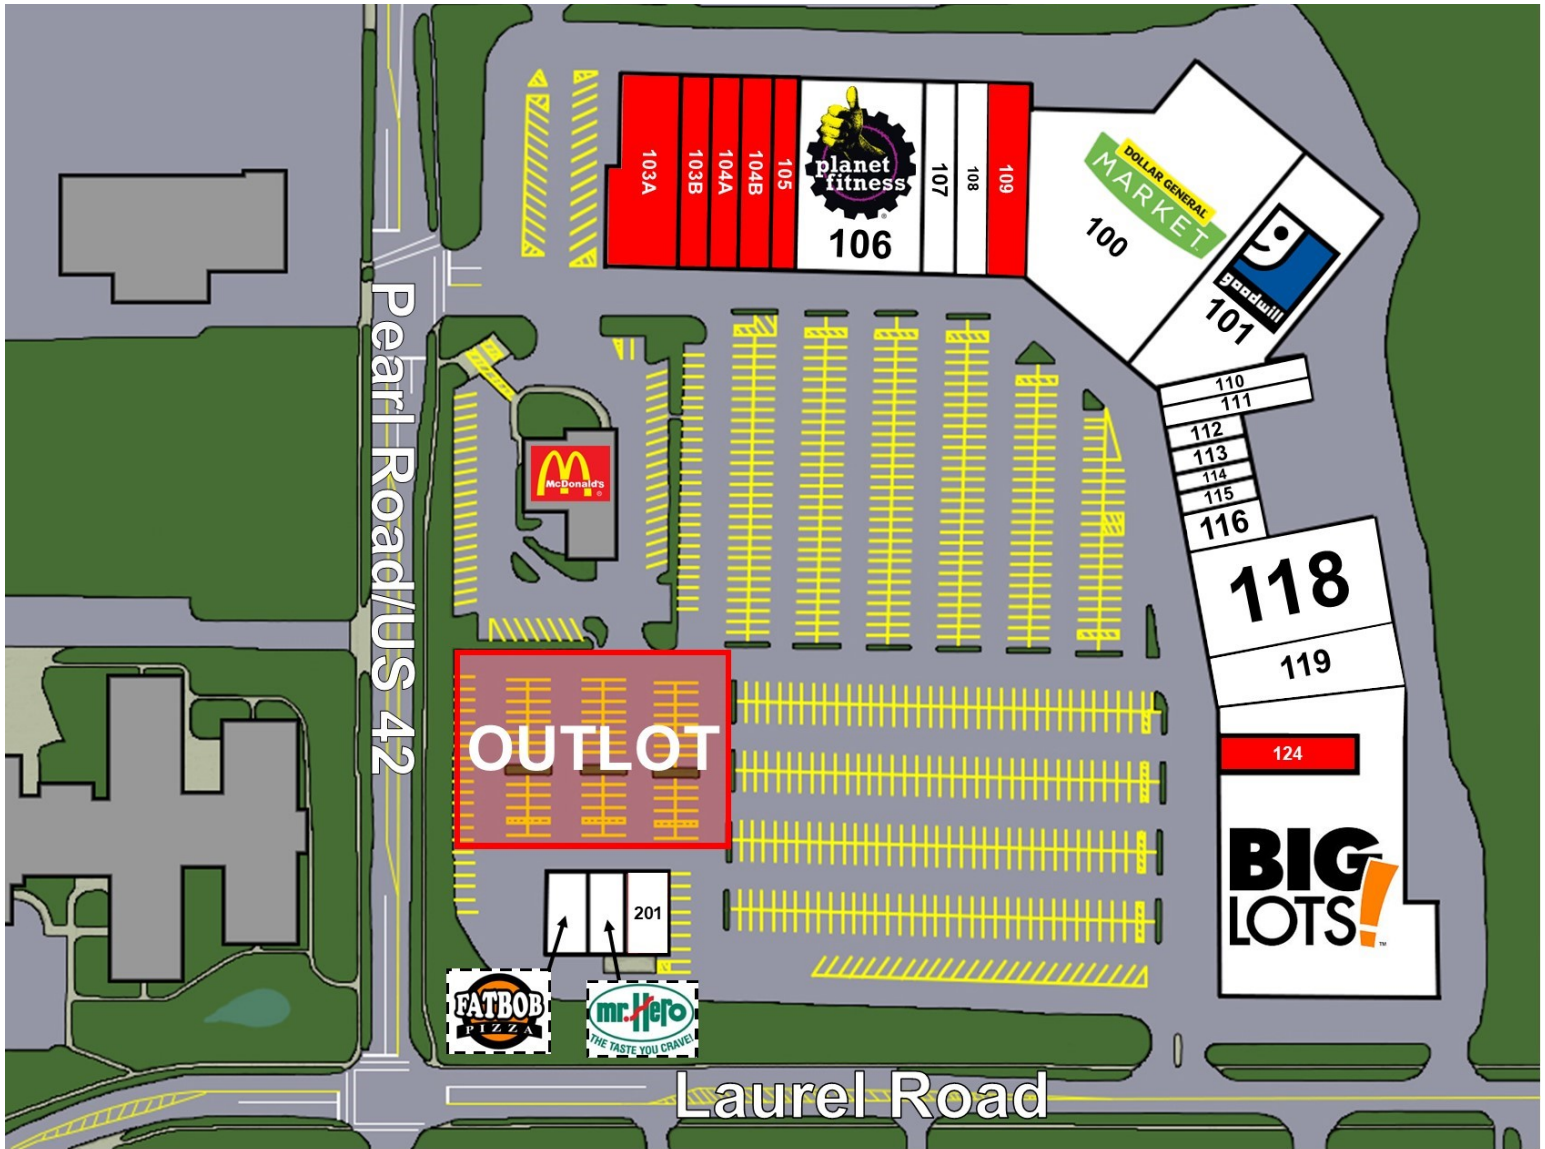 103A
103B
104A
104B
105
planet
fitness
106
107
108
109
DOLLAR GENERAL
MARKET
100
goodwill
101
110
111
112
113
114
115
116
118
119
124
BIG
LOTS!
Pearl Road/US 42
McDonald's
OUTLOT
201
FATBOB
PIZZA
mr.Hero
THE TASTE YOU CRAVE!
Laurel Road